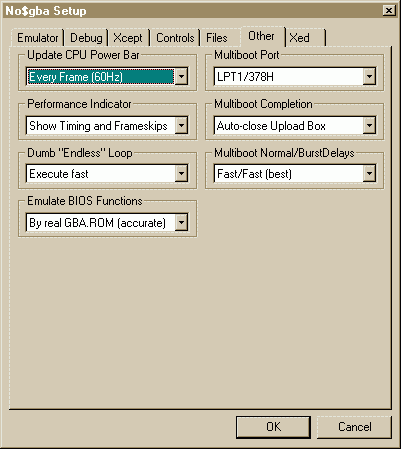 No$gba Setup
Emulator Debug Xcept Controls Files Other Xed
Update CPU Power Bar
Every Frame (60Hz)
Multiboot Port
LPT1/378H
Performance Indicator
Show Timing and Frameskips
Multiboot Completion
Auto-close Upload Box
Dumb "Endless" Loop
Execute fast
Multiboot Normal/BurstDelays
Fast/Fast (best)
Emulate BIOS Functions
By real GBA.ROM (accurate)
OK Cancel